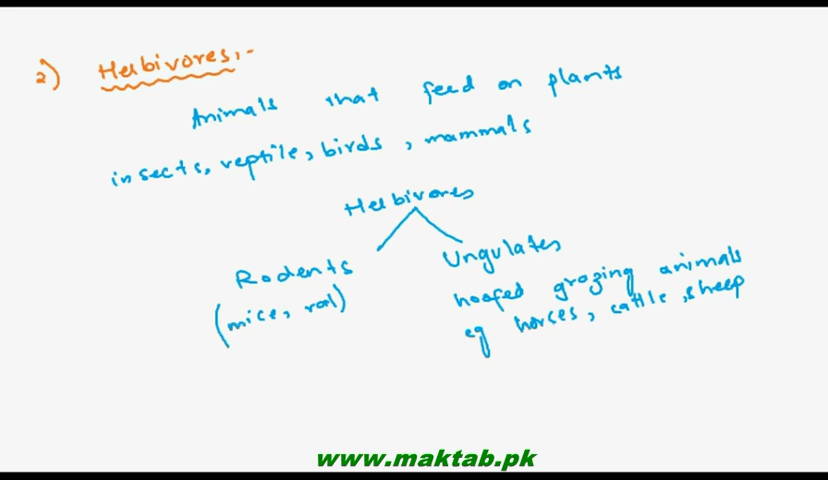 2) Herbivores:-
Animals that feed on plants
insects, reptile, birds, mammals
Herbivores
Rodents
(mice, rat)
Ungulates
hoofed grazing animals
eg horses, cattle, sheep
www.maktab.pk